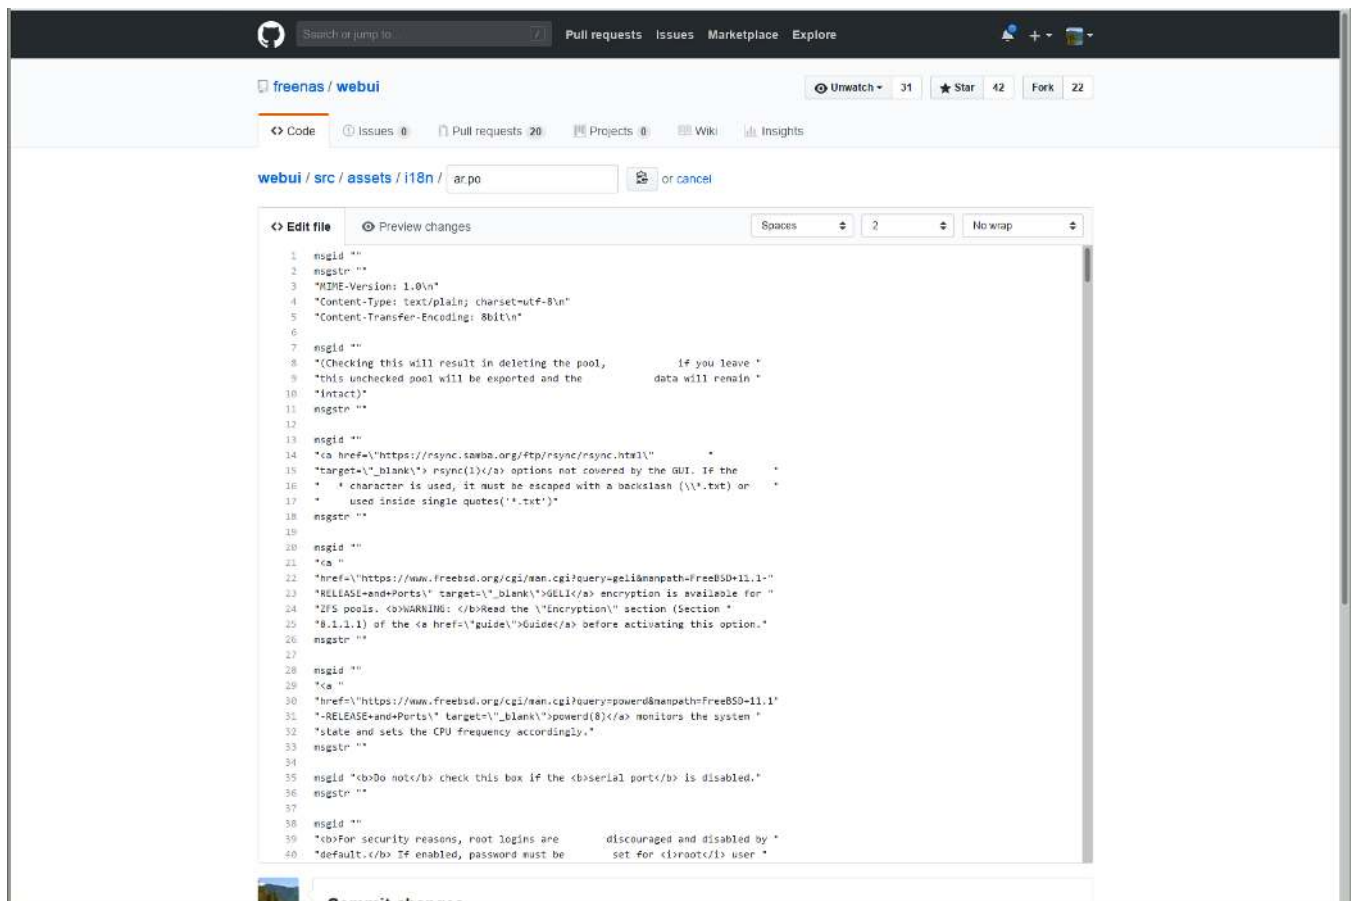 Search or jump to... /
Pull requests Issues Marketplace Explore
freenas / webui
Unwatch 31 Star 42 Fork 22
Code Issues 0 Pull requests 20 Projects 0 Wiki Insights
webui / src / assets / i18n / ar.po or cancel
Edit file Preview changes Spaces 2 No wrap
1 msgid ""
2 msgstr ""
3 "MIME-Version: 1.0\n"
4 "Content-Type: text/plain; charset=utf-8\n"
5 "Content-Transfer-Encoding: 8bit\n"
6
7 msgid ""
8 "(Checking this will result in deleting the pool, if you leave "
9 "this unchecked pool will be exported and the data will remain "
10 "intact)"
11 msgstr ""
12
13 msgid ""
14 "<a href=\"https://rsync.samba.org/ftp/rsync/rsync.html\" "
15 "target=\"_blank\"> rsync(1)</a> options not covered by the GUI. If the "
16 " * character is used, it must be escaped with a backslash (\\*.txt) or "
17 " used inside single quotes('*.txt')"
18 msgstr ""
19
20 msgid ""
21 "<a "
22 "href=\"https://www.freebsd.org/cgi/man.cgi?query=geli&manpath=FreeBSD+11.1-"
23 "RELEASE+and+Ports\" target=\"_blank\">GELI</a> encryption is available for "
24 "ZFS pools. <b>WARNING: </b>Read the \"Encryption\" section (Section "
25 "8.1.1.1) of the <a href=\"guide\">Guide</a> before activating this option."
26 msgstr ""
27
28 msgid ""
29 "<a "
30 "href=\"https://www.freebsd.org/cgi/man.cgi?query=powerd&manpath=FreeBSD+11.1"
31 "-RELEASE+and+Ports\" target=\"_blank\">powerd(8)</a> monitors the system "
32 "state and sets the CPU frequency accordingly."
33 msgstr ""
34
35 msgid "<b>Do not</b> check this box if the <b>serial port</b> is disabled."
36 msgstr ""
37
38 msgid ""
39 "<b>For security reasons, root logins are discouraged and disabled by "
40 "default.</b> If enabled, password must be set for <i>root</i> user "
Commit changes